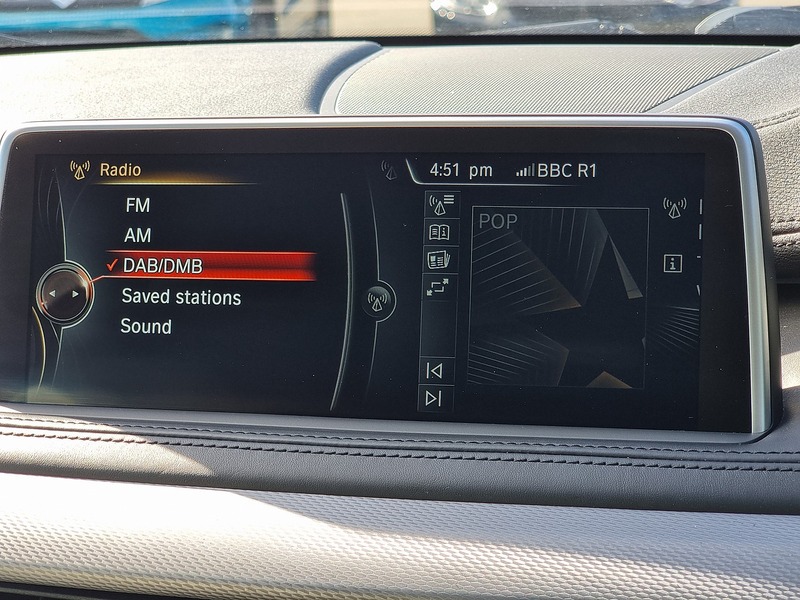 Radio
4:51 pm BBC R1
FM
AM
DAB/DMB
Saved stations
Sound
POP